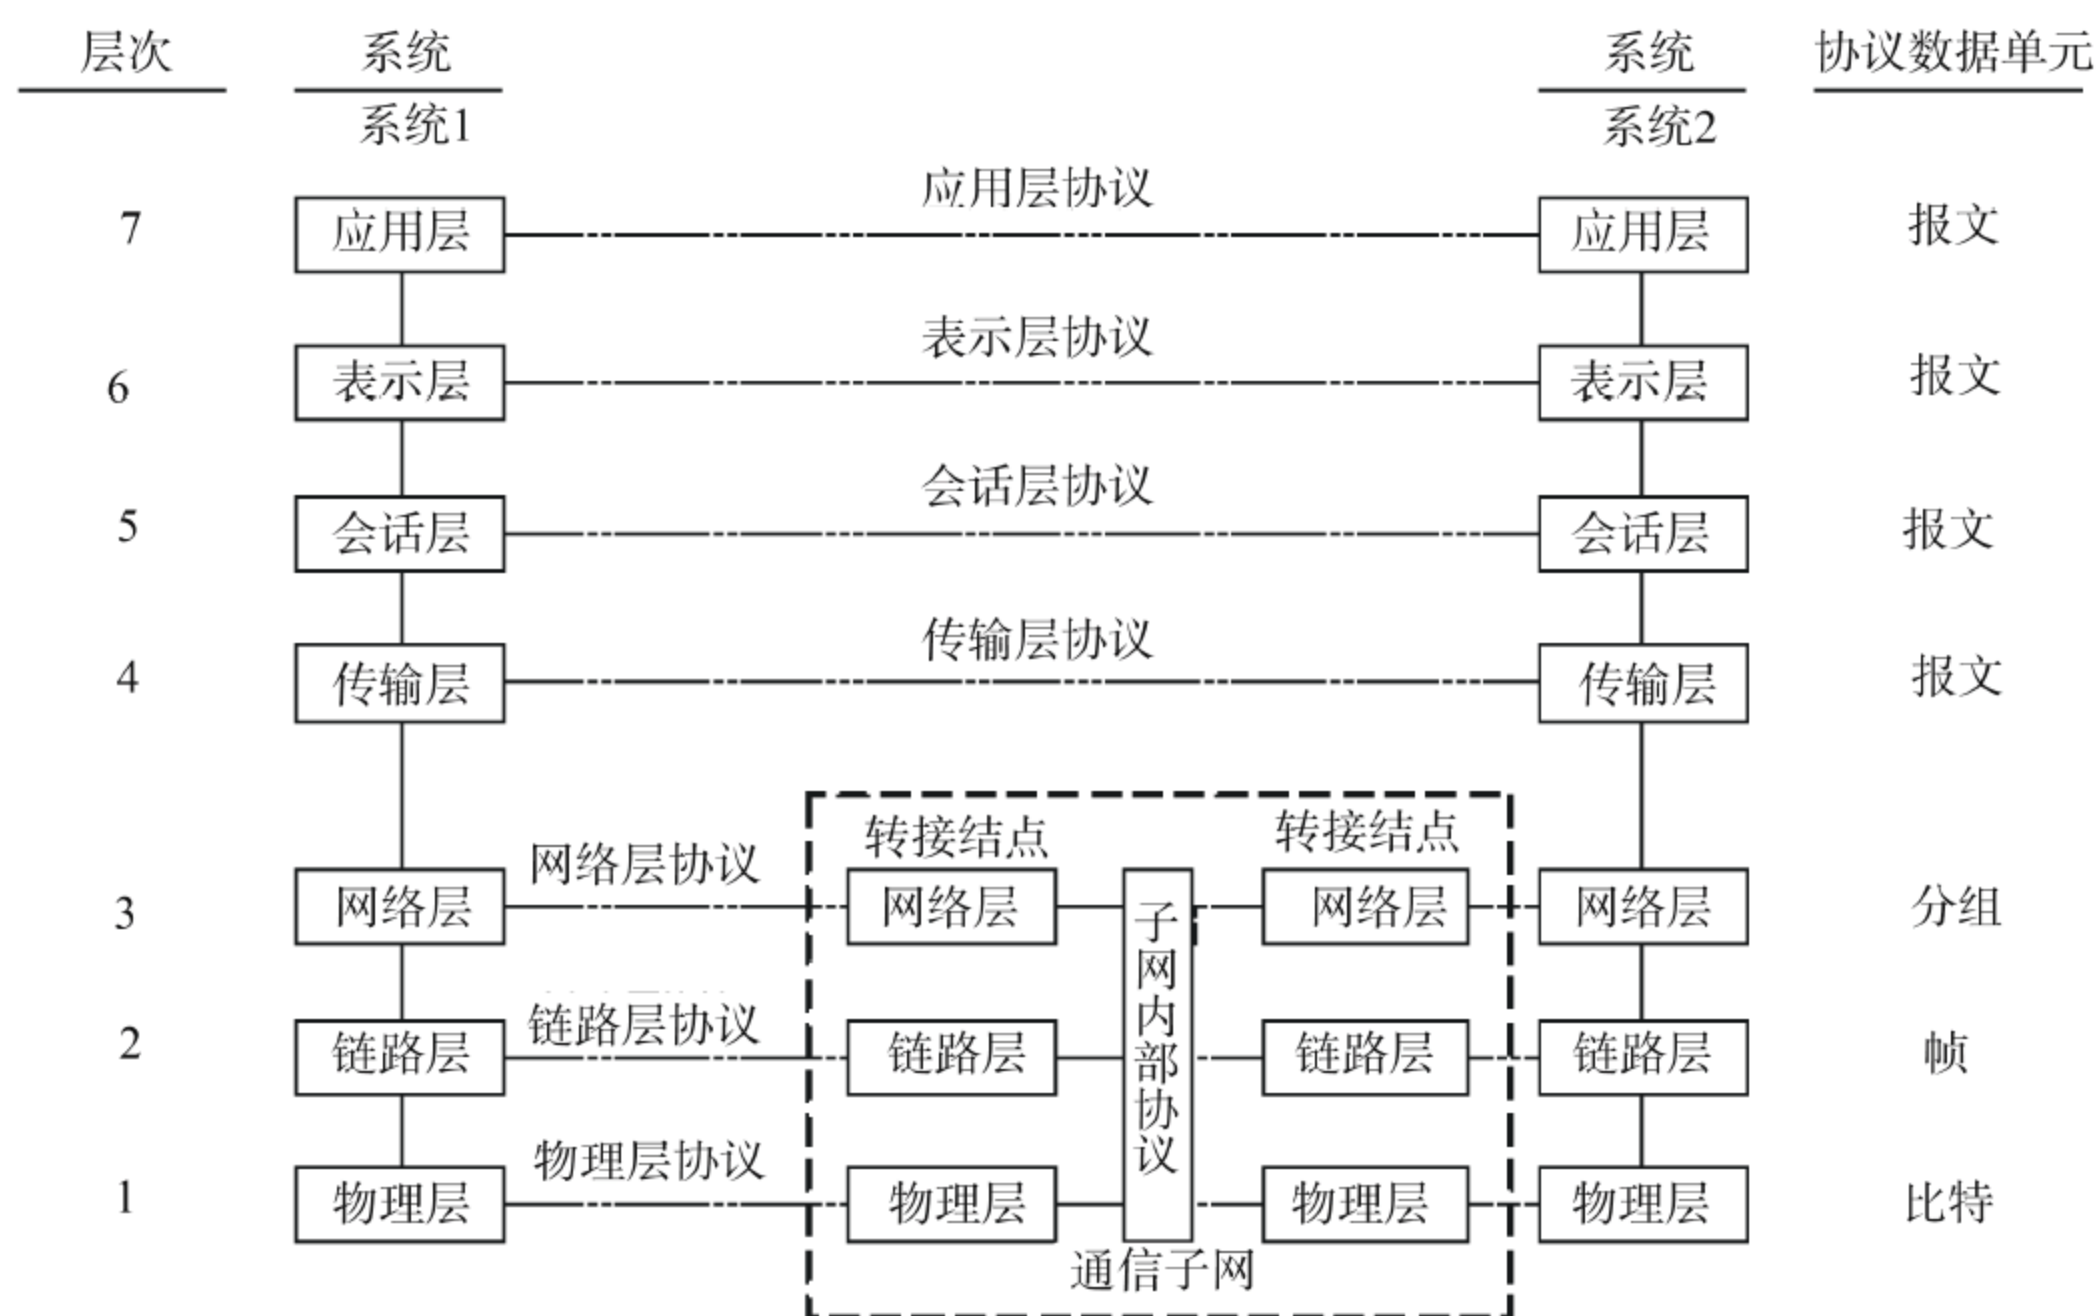 层次 系统 系统 协议数据单元
系统1 系统2
应用层协议
7 应用层 应用层 报文
表示层协议
6 表示层 表示层 报文
会话层协议
5 会话层 会话层 报文
传输层协议
4 传输层 传输层 报文
转接结点 转接结点
网络层协议
3 网络层 网络层 网络层 网络层 分组
子网内部协议
链路层协议
2 链路层 链路层 链路层 链路层 帧
物理层协议
1 物理层 物理层 物理层 物理层 比特
通信子网